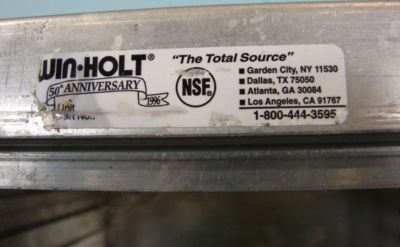 WIN·HOLT® "The Total Source"
50th ANNIVERSARY 1996
Unit
NSF®
■ Garden City, NY 11530
■ Dallas, TX 75050
■ Atlanta, GA 30084
■ Los Angeles, CA 91767
1-800-444-3595